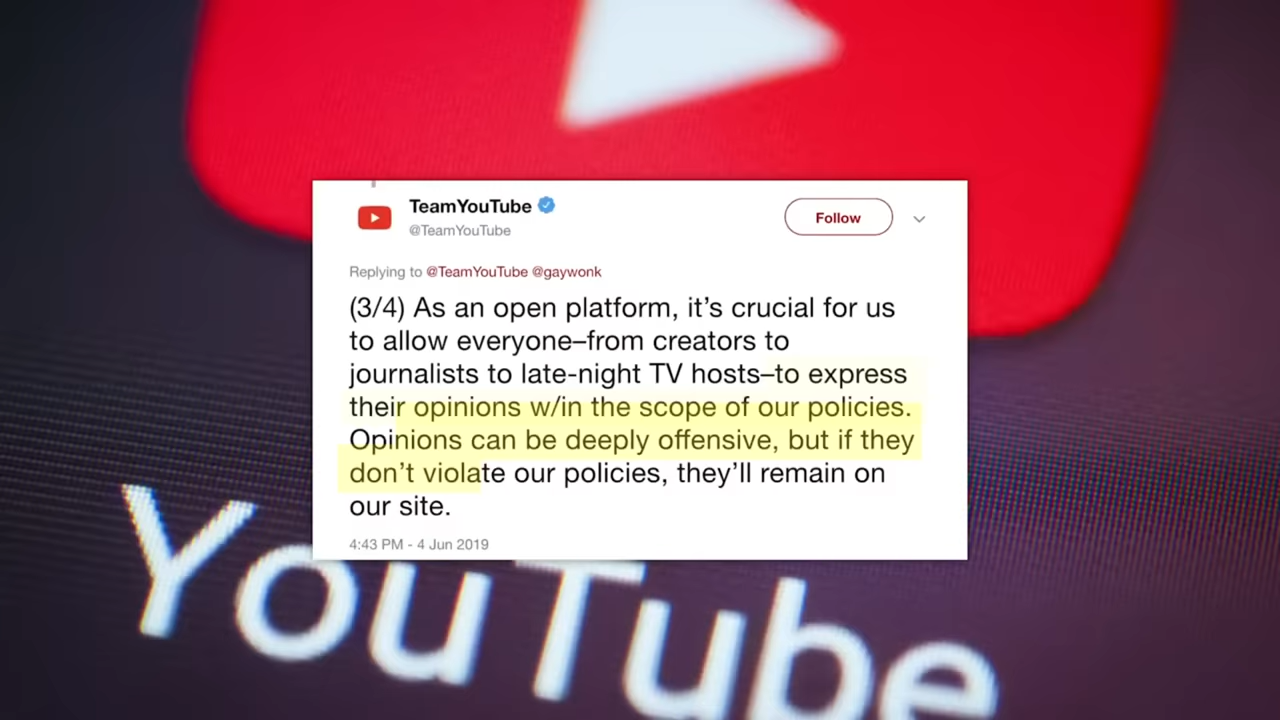 TeamYouTube
@TeamYouTube
Follow
Replying to @TeamYouTube @gaywonk
(3/4) As an open platform, it’s crucial for us
to allow everyone–from creators to
journalists to late-night TV hosts–to express
their opinions w/in the scope of our policies.
Opinions can be deeply offensive, but if they
don’t violate our policies, they’ll remain on
our site.
4:43 PM - 4 Jun 2019
YouTube